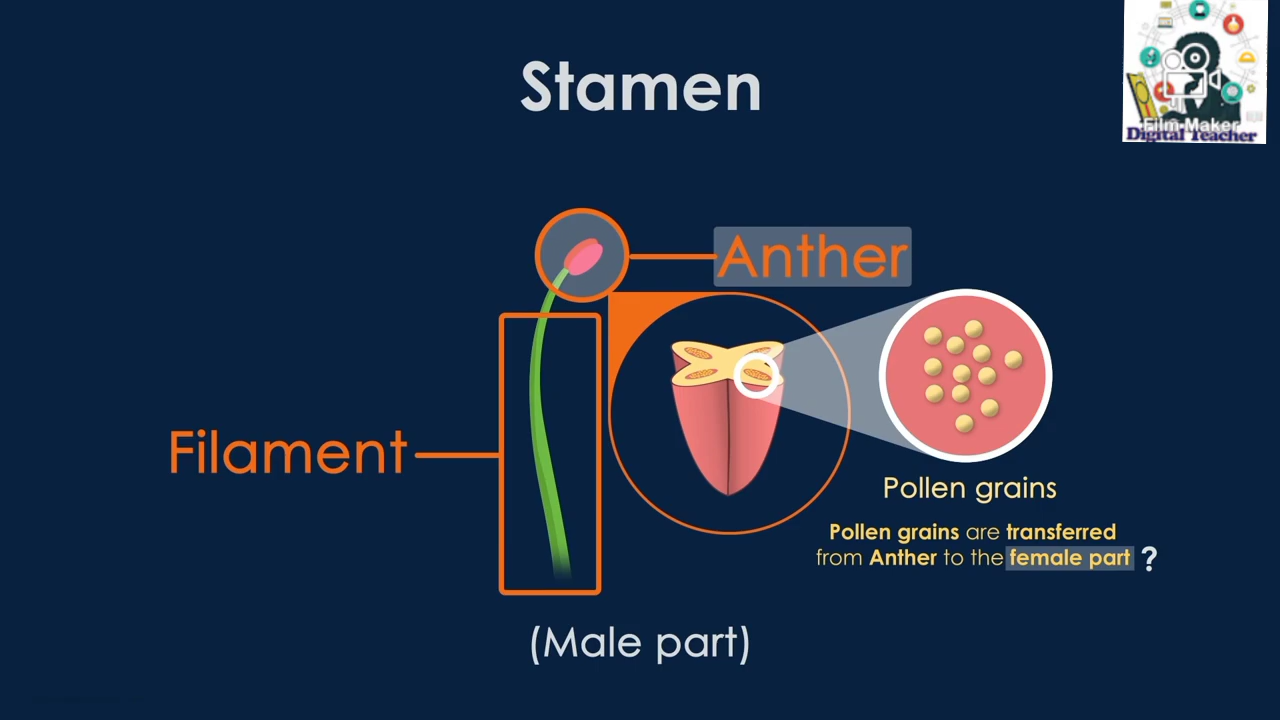 Stamen
Film Maker
Digital Teacher
Anther
Filament
Pollen grains
Pollen grains are transferred
from Anther to the female part ?
(Male part)